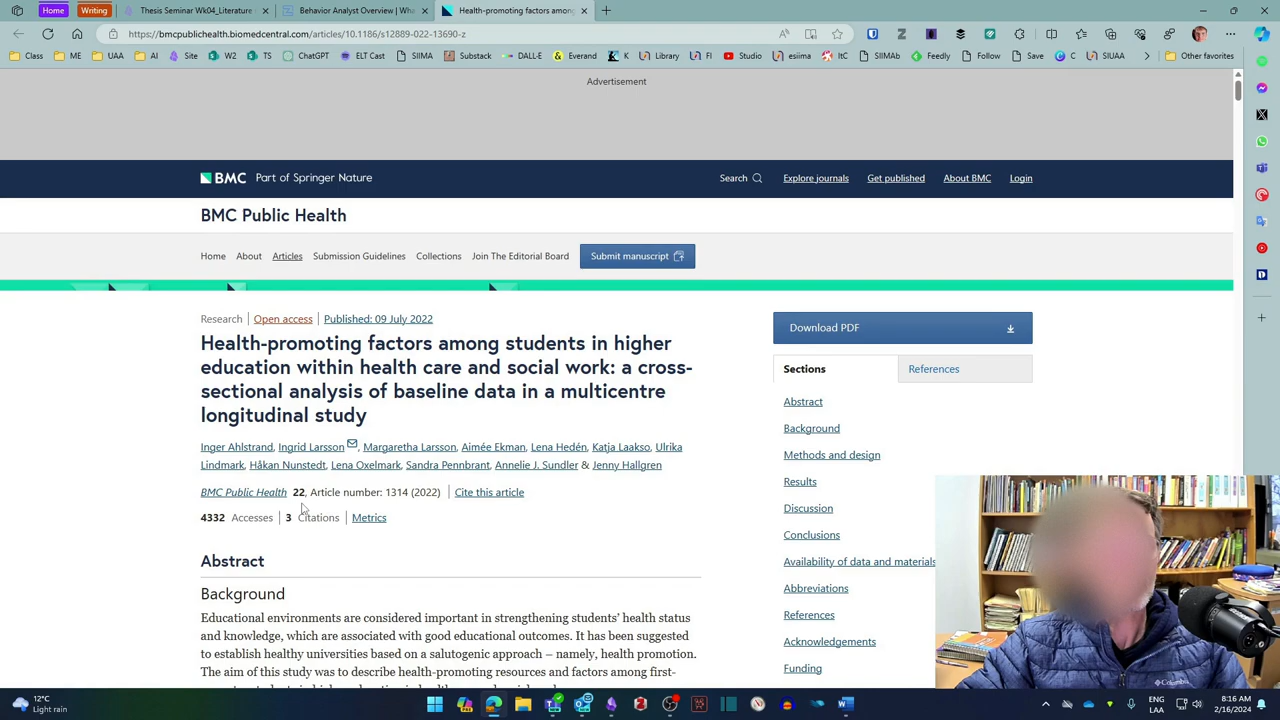 Home
Writing
Thesis Seminar Wk04_Literature
Behavior Analyst Overview | Wha
Health-promoting factors among
https://bmcpublichealth.biomedcentral.com/articles/10.1186/s12889-022-13690-z
Canvas
ME
UAA
AI
Site
W2
TS
ChatGPT
ELT Cast
SIIMA
Substack
DALL-E
Everand
K
Library
FI
Studio
esiima
ItC
SIIMAb
Feedly
Follow
Save
C
SIUAA
Other favorites
Advertisement
BMC Part of Springer Nature
Search
Explore journals
Get published
About BMC
Login
BMC Public Health
Home
About
Articles
Submission Guidelines
Collections
Join The Editorial Board
Submit manuscript
Research | Open access | Published: 09 July 2022
Health-promoting factors among students in higher
education within health care and social work: a cross-
sectional analysis of baseline data in a multicentre
longitudinal study
Inger Ahlstrand, Ingrid Larsson, Margaretha Larsson, Aimée Ekman, Lena Hedén, Katja Laakso, Ulrika
Lindmark, Håkan Nunstedt, Lena Oxelmark, Sandra Pennbrant, Annelie J. Sundler & Jenny Hallgren
BMC Public Health 22, Article number: 1314 (2022) | Cite this article
4332 Accesses | 3 Citations | Metrics
Abstract
Background
Educational environments are considered important in strengthening students’ health status
and knowledge, which are associated with good educational outcomes. It has been suggested
to establish healthy universities based on a salutogenic approach – namely, health promotion.
The aim of this study was to describe health-promoting resources and factors among first-
Download PDF
Sections
References
Abstract
Background
Methods and design
Results
Discussion
Conclusions
Availability of data and materials
Abbreviations
References
Acknowledgements
Funding
Columbia
12°C
Light rain
ENG
LAA
8:16 AM
2/16/2024